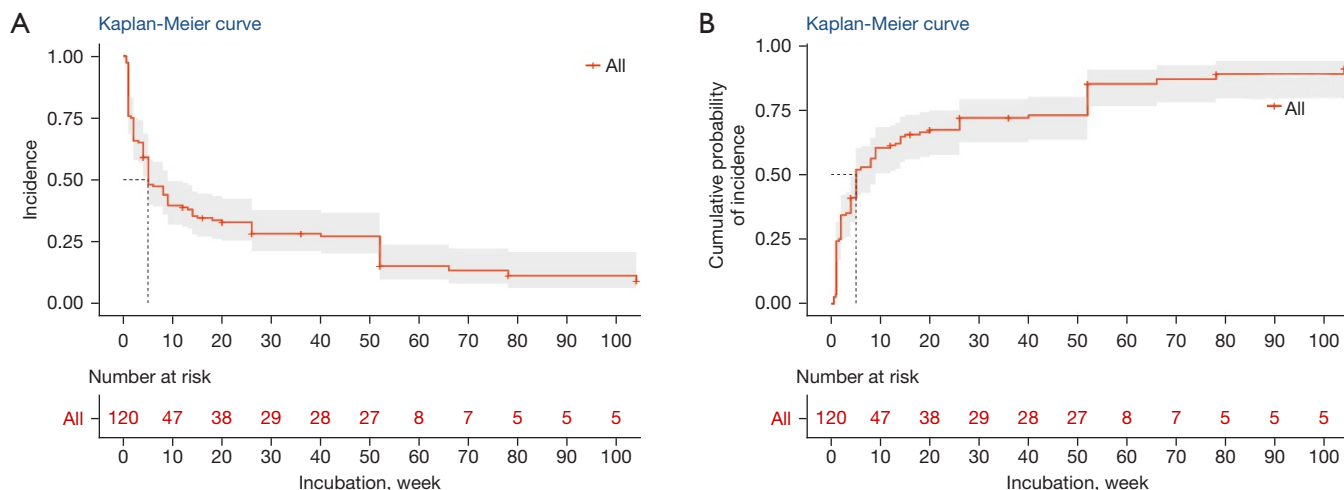 A
Kaplan-Meier curve
1.00
0.75
0.50
0.25
0.00
Incidence
All
0 10 20 30 40 50 60 70 80 90 100
Number at risk
All 120 47 38 29 28 27 8 7 5 5 5
0 10 20 30 40 50 60 70 80 90 100
Incubation, week
B
Kaplan-Meier curve
1.00
0.75
0.50
0.25
0.00
Cumulative probability
of incidence
All
0 10 20 30 40 50 60 70 80 90 100
Number at risk
All 120 47 38 29 28 27 8 7 5 5 5
0 10 20 30 40 50 60 70 80 90 100
Incubation, week